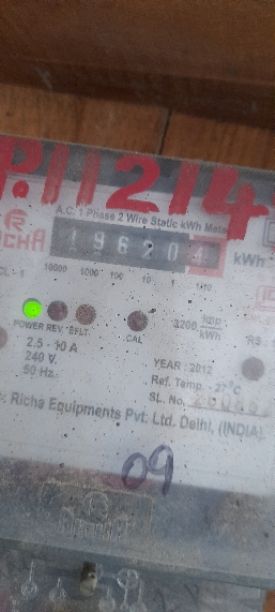 P.11214
A.C. 1 Phase 2 Wire Static kWh Meter
RICHA
19620
kWh
10000 1000 100 10 1 1/10
POWER REV. EFLT.
CAL
3200 imp/kWh
2.5 - 10 A
240 V.
50 Hz.
YEAR : 2012
Ref. Temp. - 27°C
SL. No.
Richa Equipments Pvt. Ltd. Delhi, (INDIA)
09